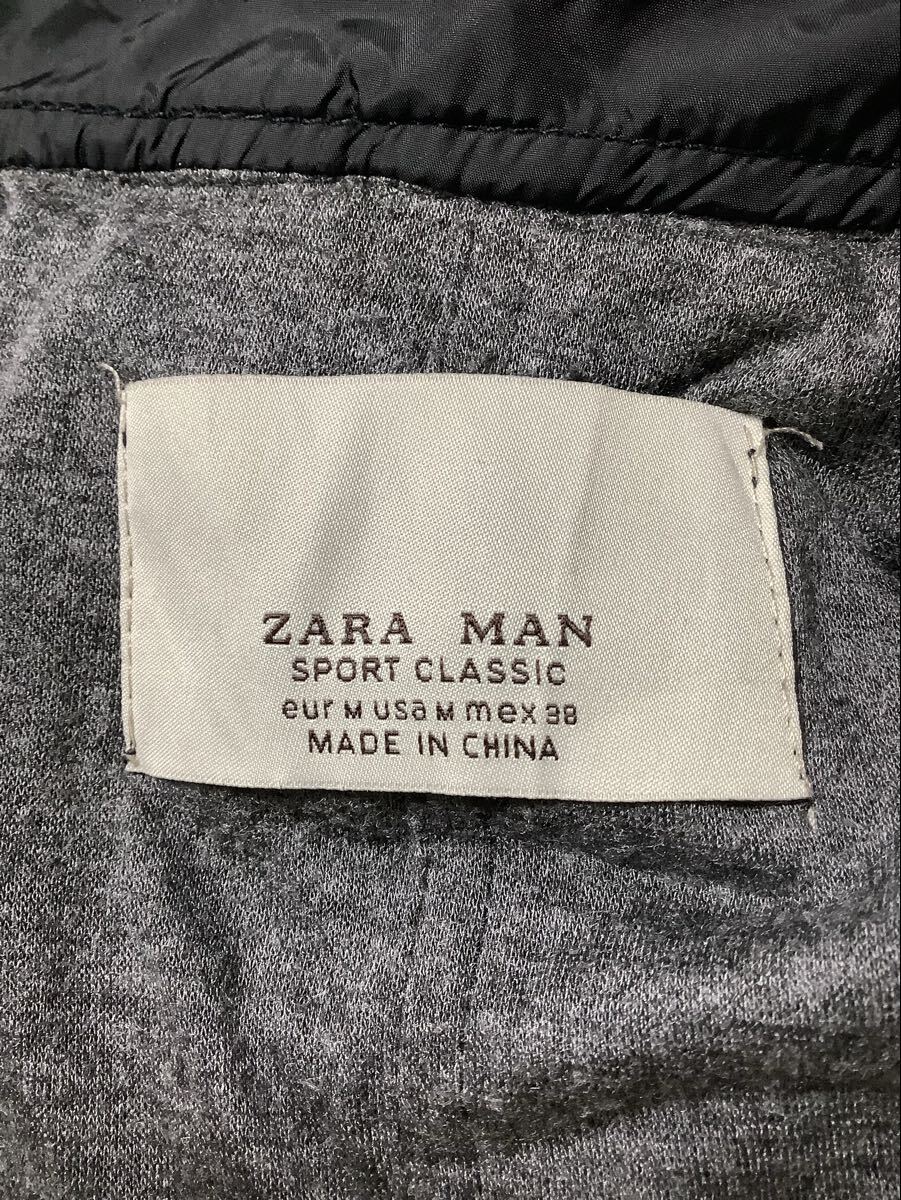 ZARA MAN
SPORT CLASSIC
eur M usa M mex 38
MADE IN CHINA